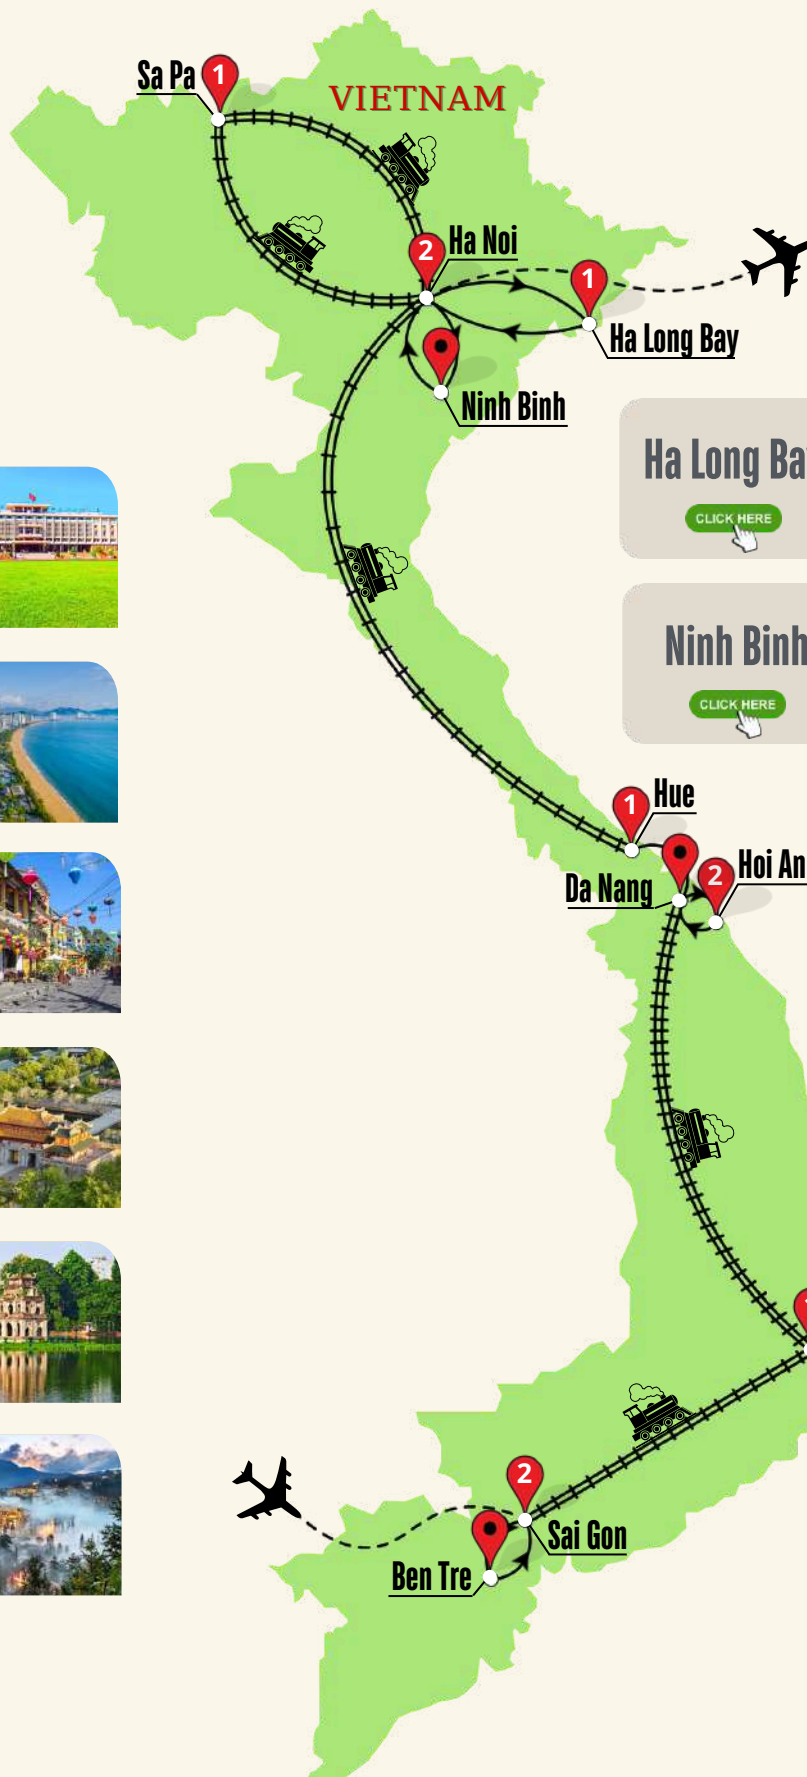 Sa Pa
1
VIETNAM
2
Ha Noi
1
Ha Long Bay
Ninh Binh
Ha Long Ba
CLICK HERE
Ninh Binh
CLICK HERE
1
Hue
Da Nang
2
Hoi An
2
Sai Gon
Ben Tre